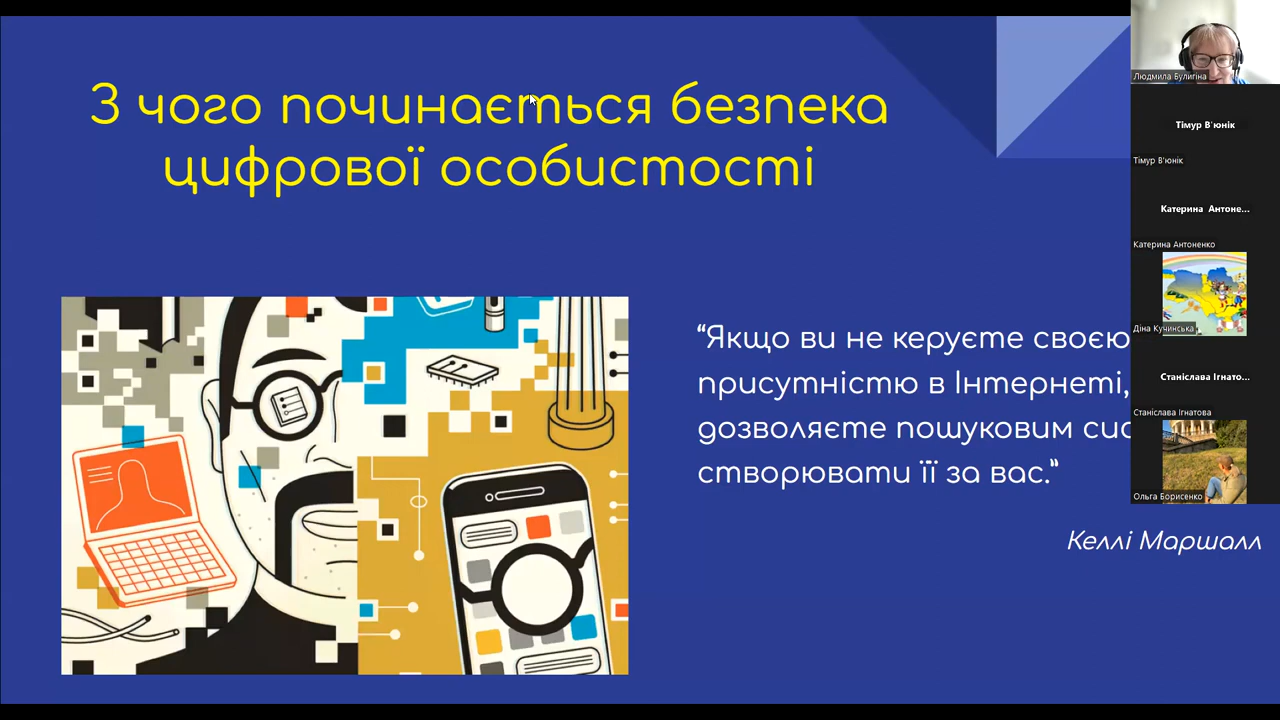 З чого починається безпека
цифрової особистості
“Якщо ви не керуєте своєю
присутністю в Інтернеті,
дозволяєте пошуковим сис
створювати її за вас.”
Келлі Маршалл
Людмила Булигіна
Тімур В'юнік
Тімур В'юнік
Катерина Антоне...
Катерина Антоненко
Діна Кучинська
Станіслава Ігнато...
Станіслава Ігнатова
Ольга Борисенко